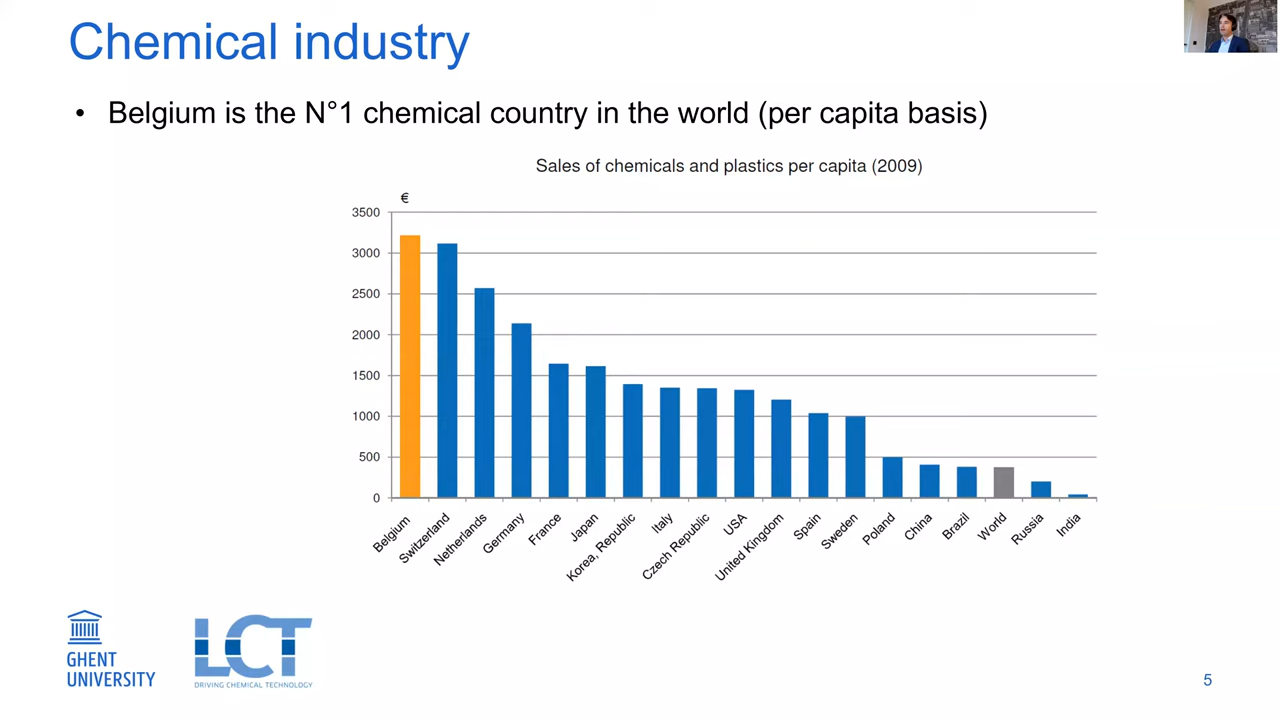 Chemical industry
• Belgium is the N°1 chemical country in the world (per capita basis)
Sales of chemicals and plastics per capita (2009)
€
3500
3000
2500
2000
1500
1000
500
0
Belgium
Switzerland
Netherlands
Germany
France
Japan
Korea, Republic
Italy
Czech Republic
USA
United Kingdom
Spain
Sweden
Poland
China
Brazil
World
Russia
India
GHENT
UNIVERSITY
LCT
DRIVING CHEMICAL TECHNOLOGY
5